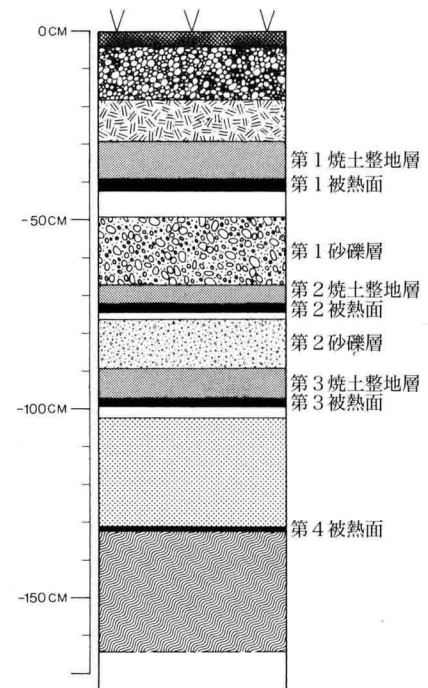 0CM
第1焼土整地層
第1被熱面
-50CM
第1砂礫層
第2焼土整地層
第2被熱面
第2砂礫層
第3焼土整地層
第3被熱面
-100CM
第4被熱面
-150CM